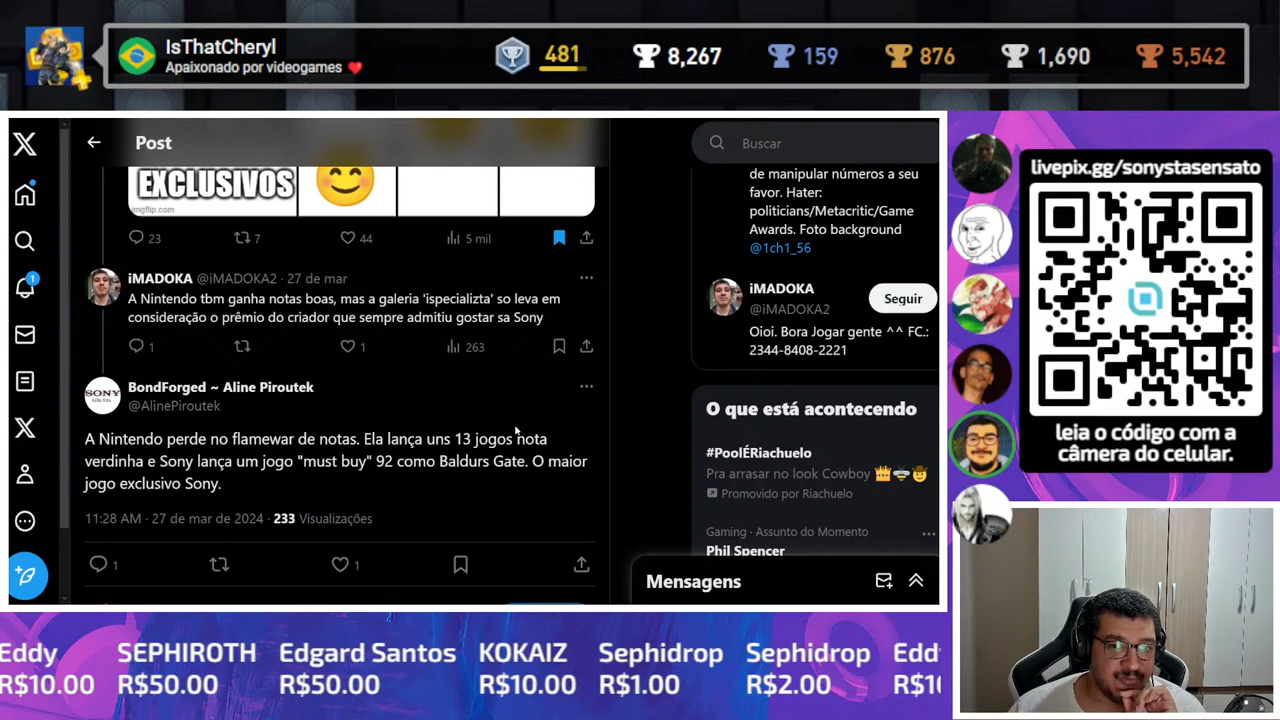 IsThatCheryl
Apaixonado por videogames ❤
481
8,267
159
876
1,690
5,542
Post
EXCLUSIVOS
imgflip.com
23
7
44
5 mil
iMADOKA @iMADOKA2 · 27 de mar
A Nintendo tbm ganha notas boas, mas a galeria 'ispecializta' so leva em
consideração o prêmio do criador que sempre admitiu gostar sa Sony
1
1
263
SONY
BondForged ~ Aline Piroutek
@AlinePiroutek
A Nintendo perde no flamewar de notas. Ela lança uns 13 jogos nota
verdinha e Sony lança um jogo "must buy" 92 como Baldurs Gate. O maior
jogo exclusivo Sony.
11:28 AM · 27 de mar de 2024 · 233 Visualizações
1
1
Buscar
de manipular números a seu
favor. Hater:
politicians/Metacritic/Game
Awards. Foto background
@1ch1_56
iMADOKA
@iMADOKA2
Seguir
Oioi. Bora Jogar gente ^^ FC.:
2344-8408-2221
O que está acontecendo
#PoolÉRiachuelo
Pra arrasar no look Cowboy 👑🐝🤠
Promovido por Riachuelo
Gaming · Assunto do Momento
Phil Spencer
Mensagens
1
livepix.gg/sonystasensato
leia o código com a
câmera do celular.
Eddy
R$10.00
SEPHIROTH
R$50.00
Edgard Santos
R$50.00
KOKAIZ
R$10.00
Sephidrop
R$1.00
Sephidrop
R$2.00
Edd
R$1